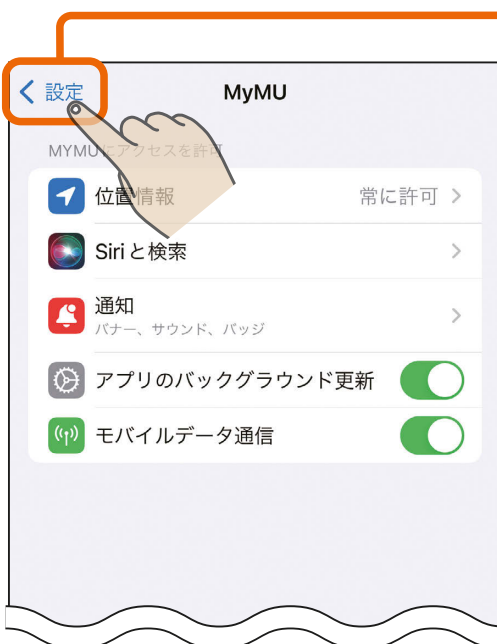 設定
MyMU
MYMUにアクセスを許可
位置情報 常に許可
Siriと検索
通知
バナー、サウンド、バッジ
アプリのバックグラウンド更新
モバイルデータ通信